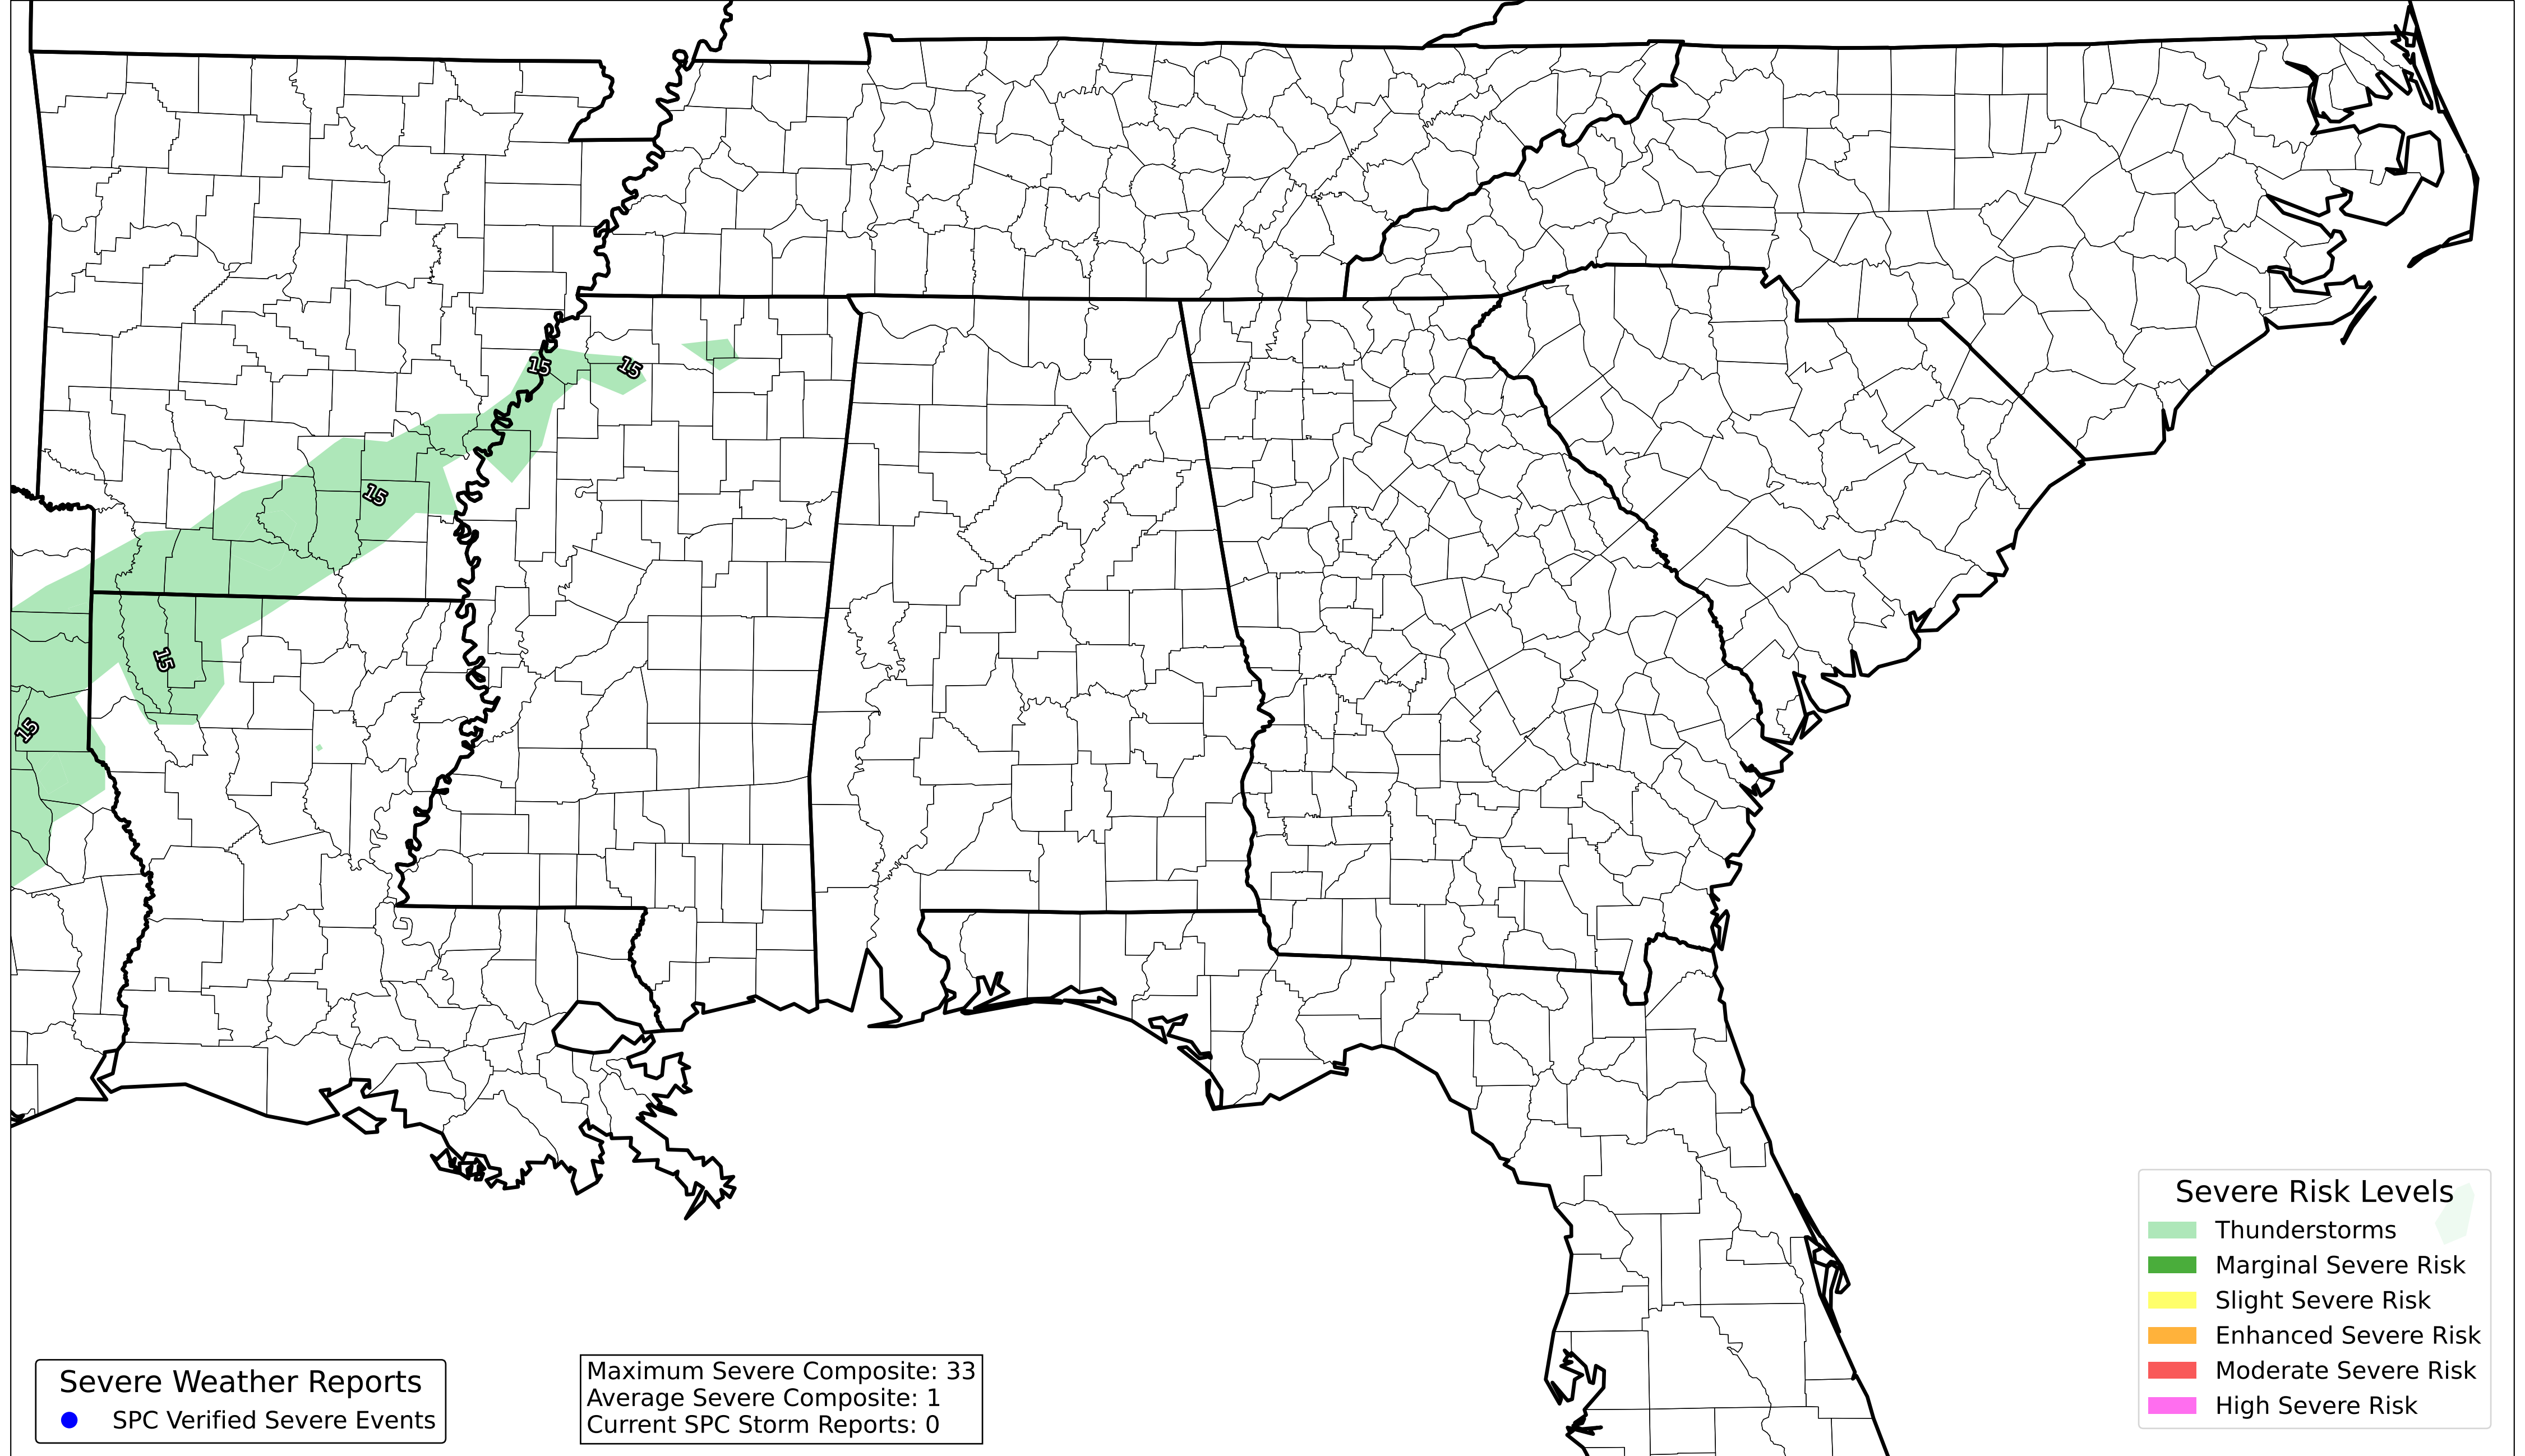 15
15
15
15
15
Severe Risk Levels
Thunderstorms
Marginal Severe Risk
Slight Severe Risk
Enhanced Severe Risk
Moderate Severe Risk
High Severe Risk
Severe Weather Reports
SPC Verified Severe Events
Maximum Severe Composite: 33
Average Severe Composite: 1
Current SPC Storm Reports: 0